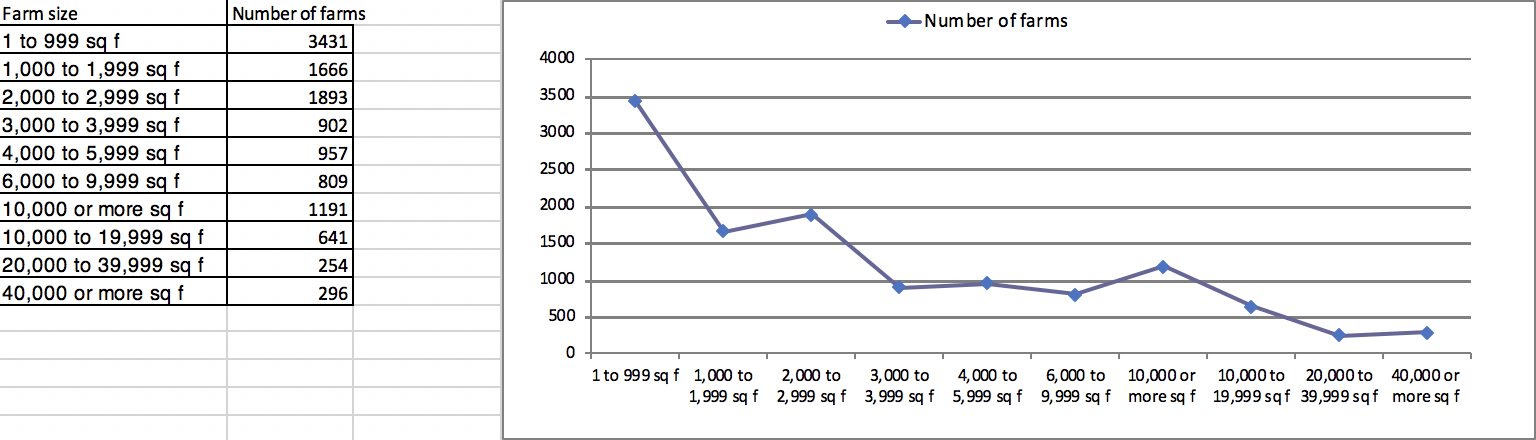 Farm size Number of farms
1 to 999 sq f 3431
1,000 to 1,999 sq f 1666
2,000 to 2,999 sq f 1893
3,000 to 3,999 sq f 902
4,000 to 5,999 sq f 957
6,000 to 9,999 sq f 809
10,000 or more sq f 1191
10,000 to 19,999 sq f 641
20,000 to 39,999 sq f 254
40,000 or more sq f 296
Number of farms
4000
3500
3000
2500
2000
1500
1000
500
0
1 to 999 sq f 1,000 to 2,000 to 3,000 to 4,000 to 6,000 to 10,000 or 10,000 to 20,000 to 40,000 or
1,999 sq f 2,999 sq f 3,999 sq f 5,999 sq f 9,999 sq f more sq f 19,999 sq f 39,999 sq f more sq f